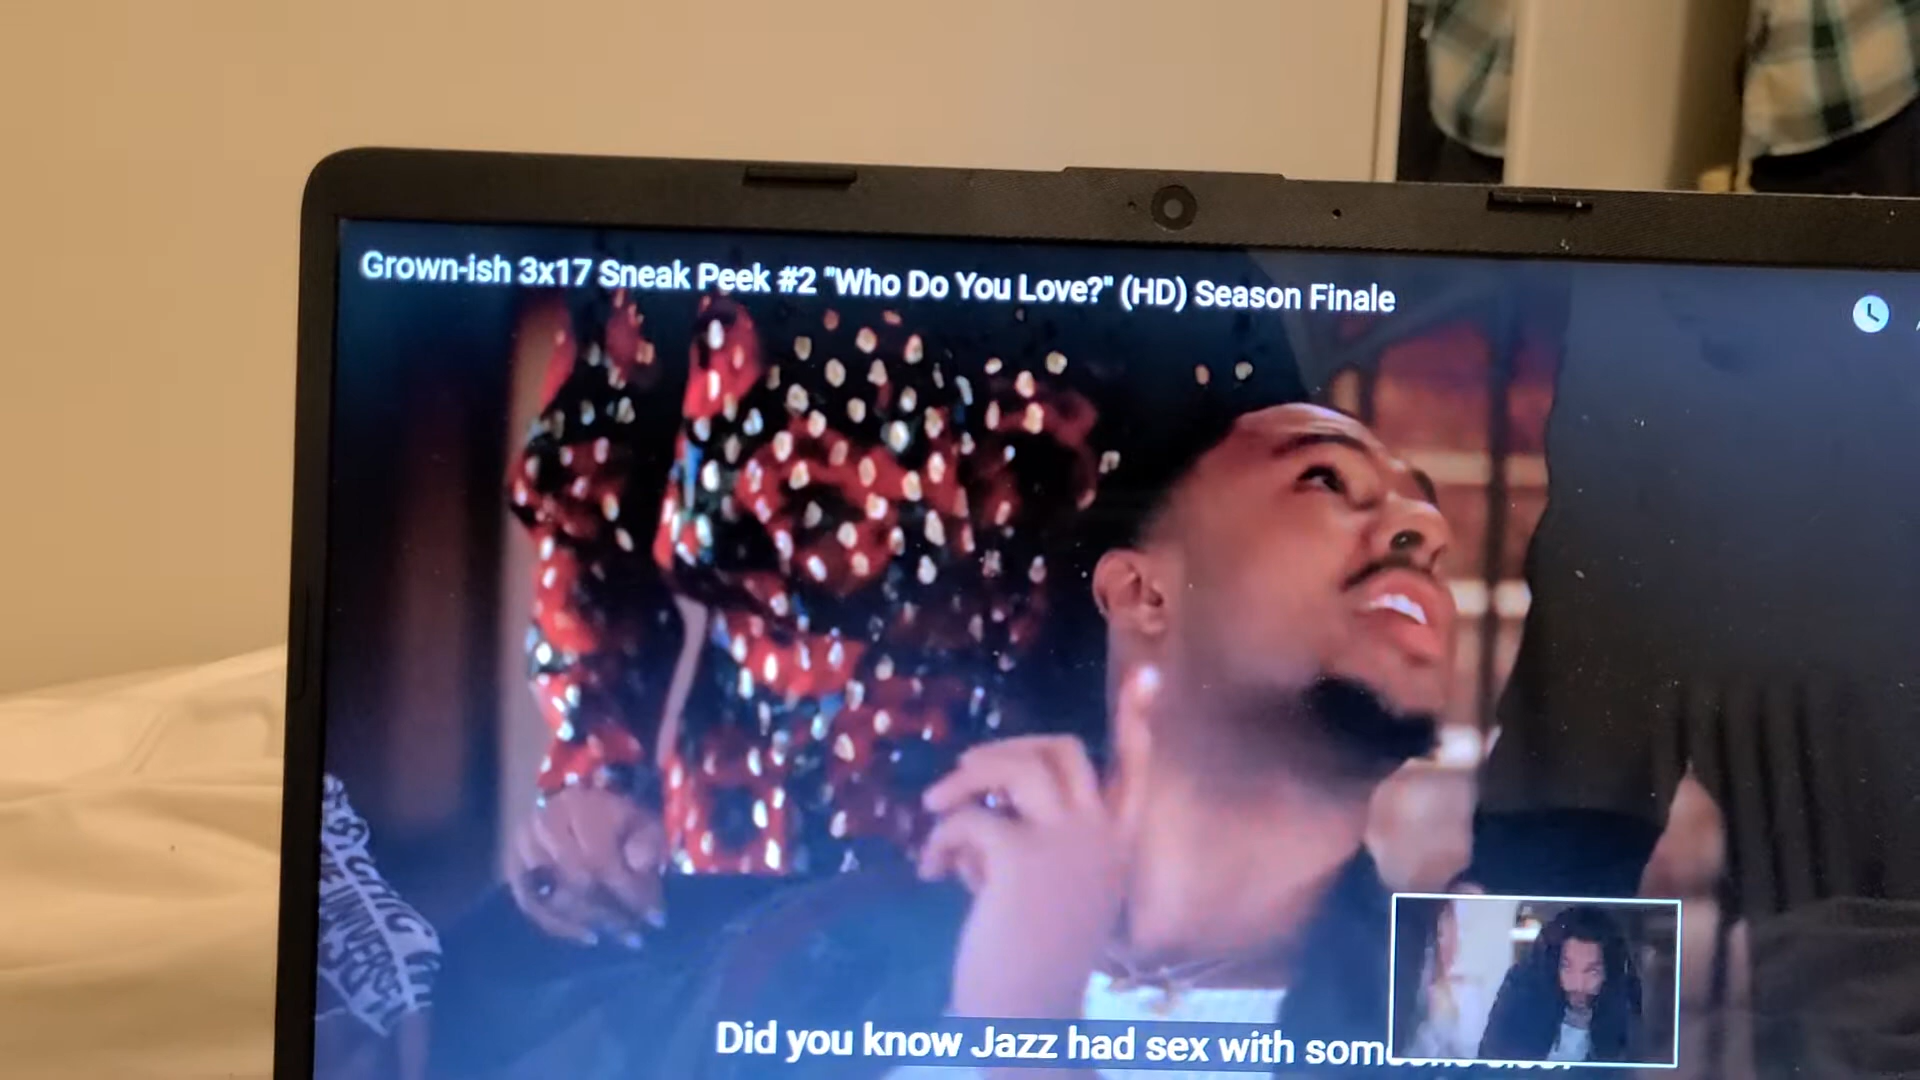 Grown-ish 3x17 Sneak Peek #2 "Who Do You Love?" (HD) Season Finale
Did you know Jazz had sex with